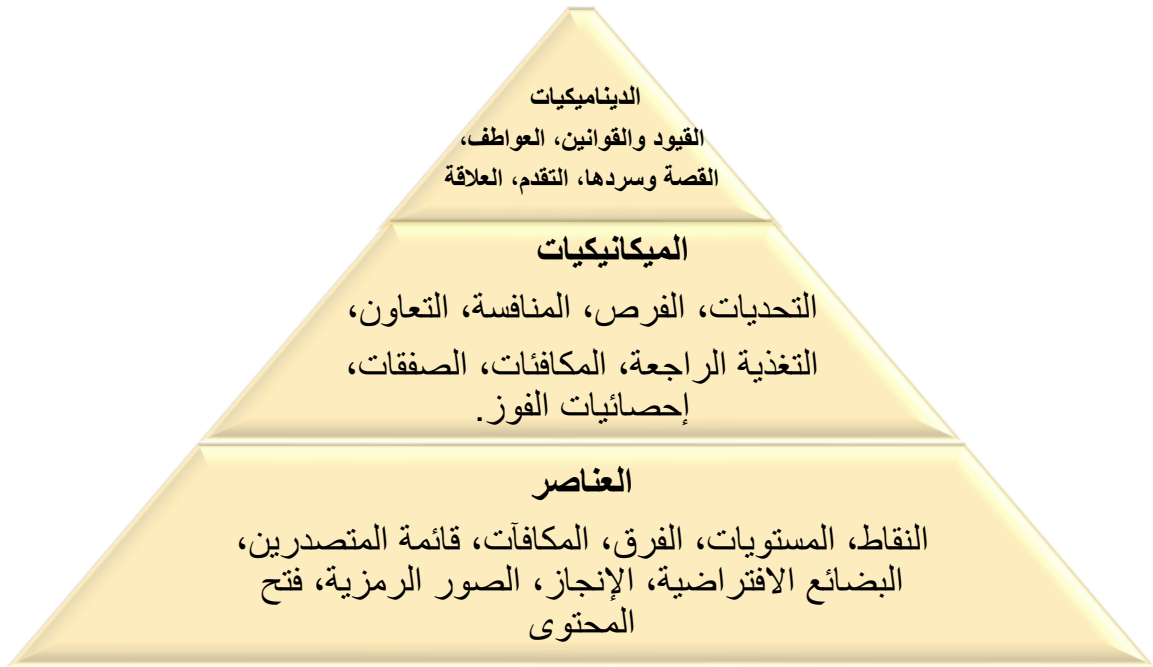 الديناميكيات
القيود والقوانين، العواطف،
القصة وسردها، التقدم، العلاقة
الميكانيكيات
التحديات، الفرص، المنافسة، التعاون،
التغذية الراجعة، المكافئات، الصفقات،
إحصائيات الفوز.
العناصر
النقاط، المستويات، الفرق، المكافآت، قائمة المتصدرين،
البضائع الافتراضية، الإنجاز، الصور الرمزية، فتح
المحتوى